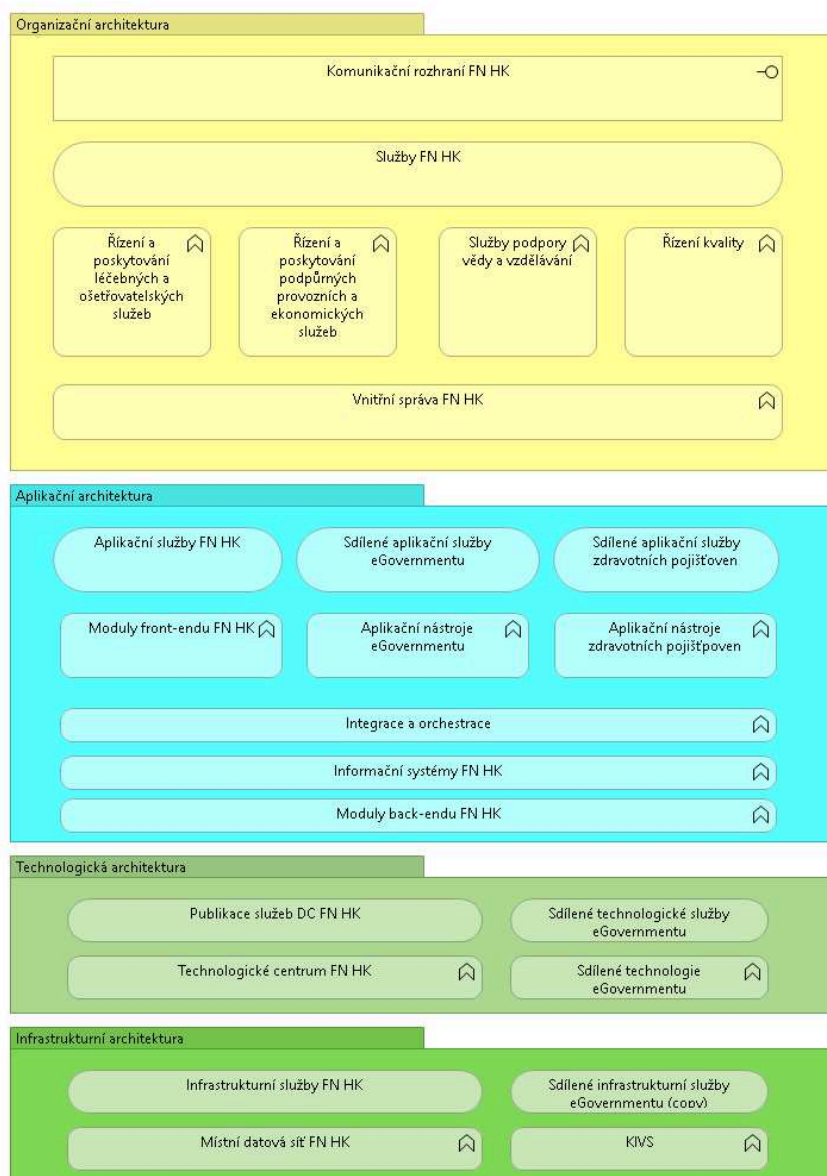 Organizační architektura
Komunikační rozhraní FN HK
Služby FN HK
Řízení a
poskytování
léčebných a
ošetřovatelských
služeb
Řízení a
poskytování
podpůrných
provozních a
ekonomických
služeb
Služby podpory
vědy a vzdělávání
Řízení kvality
Vnitřní správa FN HK
Aplikační architektura
Aplikační služby FN HK
Sdílené aplikační služby
eGovernmentu
Sdílené aplikační služby
zdravotních pojišťoven
Moduly front-endu FN HK
Aplikační nástroje
eGovernmentu
Aplikační nástroje
zdravotních pojišťpoven
Integrace a orchestrace
Informační systémy FN HK
Moduly back-endu FN HK
Technologická architektura
Publikace služeb DC FN HK
Sdílené technologické služby
eGovernmentu
Technologické centrum FN HK
Sdílené technologie
eGovernmentu
Infrastrukturní architektura
Infrastrukturní služby FN HK
Sdílené infrastrukturní služby
eGovernmentu (copy)
Místní datová síť FN HK
KIVS